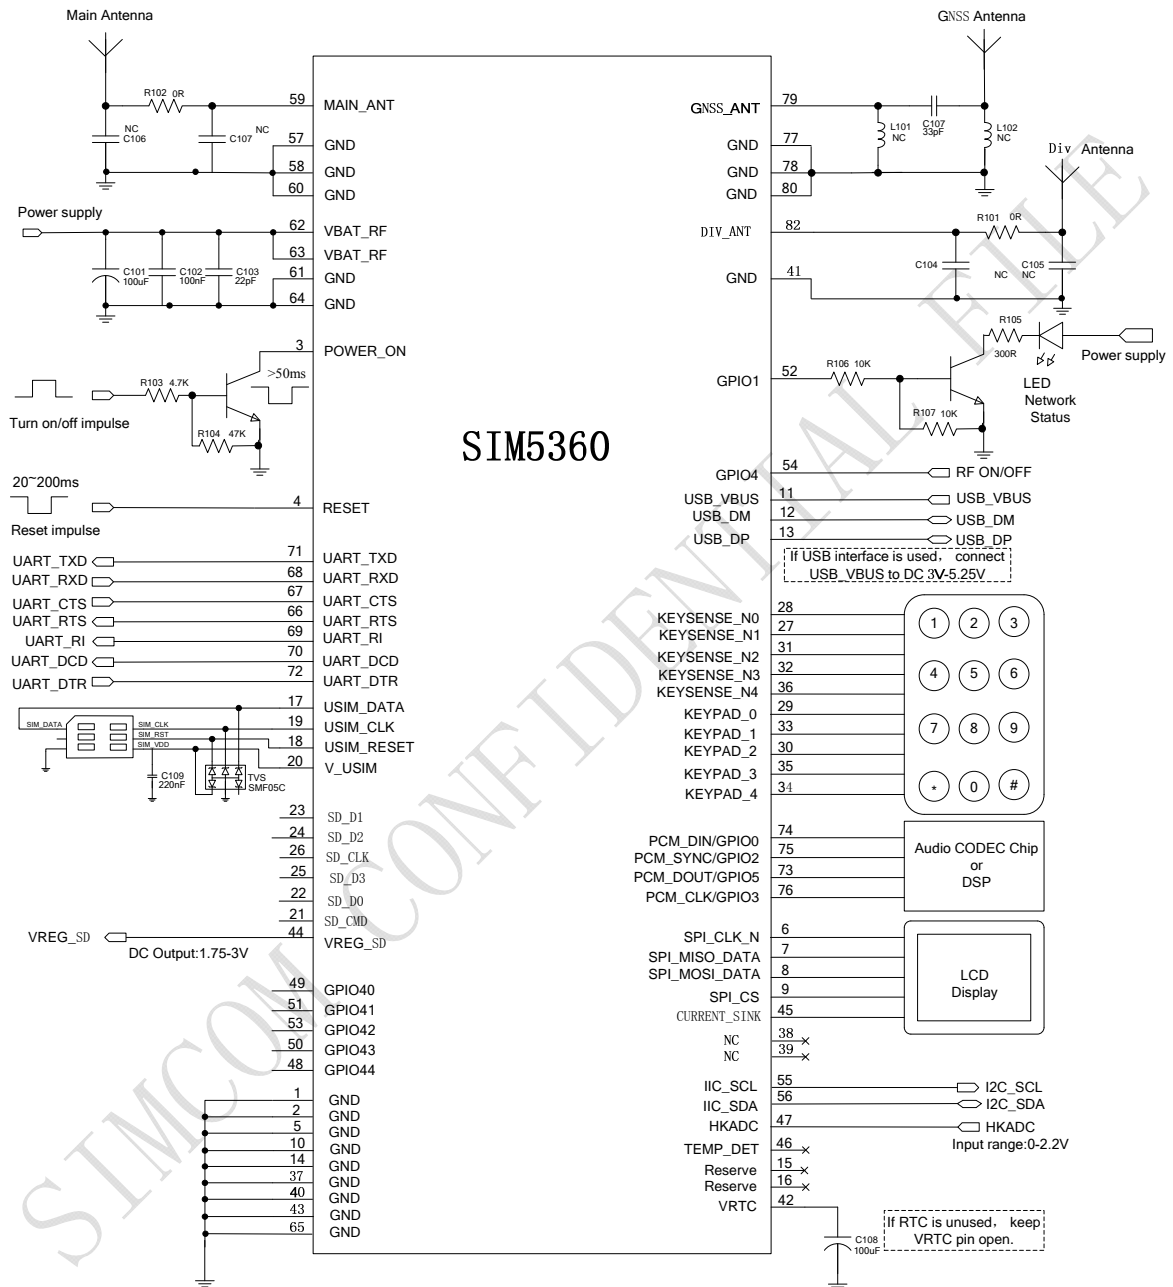 Main Antenna
GNSS Antenna
R102 0R
59 MAIN_ANT
NC
C106
C107 NC
57 GND
58 GND
60 GND
GNSS_ANT 79
L101
NC
C107
33pF
L102
NC
GND 77
GND 78
GND 80
Div Antenna
Power supply
62 VBAT_RF
63 VBAT_RF
61 GND
64 GND
C101
100uF
C102
100nF
C103
22pF
DIV_ANT 82
R101 0R
C104 NC
C105
NC
GND 41
3 POWER_ON
>50ms
R103 4.7K
R104 47K
Turn on/off impulse
R105
300R
Power supply
GPIO1 52
R106 10K
R107 10K
LED
Network
Status
SIM5360
20~200ms
Reset impulse
4 RESET
GPIO4 54 RF ON/OFF
USB_VBUS 11 USB_VBUS
USB_DM 12 USB_DM
USB_DP 13 USB_DP
If USB interface is used, connect
USB_VBUS to DC 3V-5.25V
UART_TXD 71 UART_TXD
UART_RXD 68 UART_RXD
UART_CTS 67 UART_CTS
UART_RTS 66 UART_RTS
UART_RI 69 UART_RI
UART_DCD 70 UART_DCD
UART_DTR 72 UART_DTR
17 USIM_DATA
19 USIM_CLK
18 USIM_RESET
20 V_USIM
SIM_DATA
SIM_CLK
SIM_RST
SIM_VDD
C109
220nF
TVS
SMF05C
KEYSENSE_N0 28
KEYSENSE_N1 27
KEYSENSE_N2 31
KEYSENSE_N3 32
KEYSENSE_N4 36
KEYPAD_0 29
KEYPAD_1 33
KEYPAD_2 30
KEYPAD_3 35
KEYPAD_4 34
1 2 3
4 5 6
7 8 9
* 0 #
23 SD_D1
24 SD_D2
26 SD_CLK
25 SD_D3
22 SD_D0
21 SD_CMD
VREG_SD 44 VREG_SD
DC Output:1.75-3V
PCM_DIN/GPIO0 74
PCM_SYNC/GPIO2 75
PCM_DOUT/GPIO5 73
PCM_CLK/GPIO3 76
Audio CODEC Chip
or
DSP
SPI_CLK_N 6
SPI_MISO_DATA 7
SPI_MOSI_DATA 8
SPI_CS 9
CURRENT_SINK 45
LCD
Display
49 GPIO40
51 GPIO41
53 GPIO42
50 GPIO43
48 GPIO44
NC 38
NC 39
IIC_SCL 55 I2C_SCL
IIC_SDA 56 I2C_SDA
HKADC 47 HKADC
Input range:0-2.2V
TEMP_DET 46
Reserve 15
Reserve 16
VRTC 42
1 GND
2 GND
5 GND
10 GND
14 GND
37 GND
40 GND
43 GND
65 GND
C108
100uF
If RTC is unused, keep
VRTC pin open.
SIMCOM CONFIDENTIAL FILE